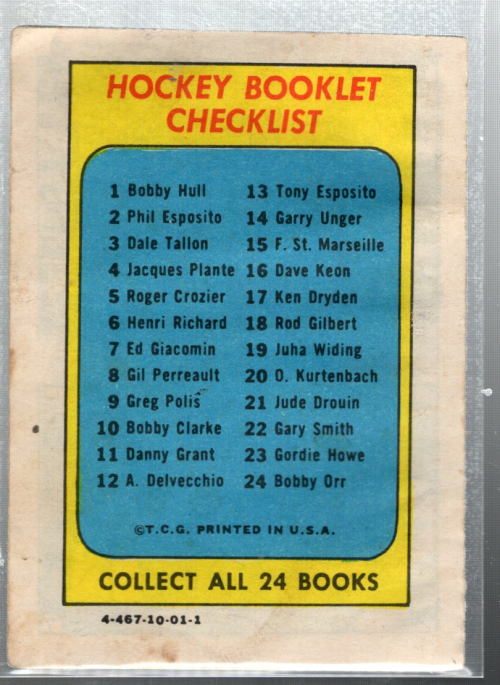 HOCKEY BOOKLET
CHECKLIST
1 Bobby Hull
2 Phil Esposito
3 Dale Tallon
4 Jacques Plante
5 Roger Crozier
6 Henri Richard
7 Ed Giacomin
8 Gil Perreault
9 Greg Polis
10 Bobby Clarke
11 Danny Grant
12 A. Delvecchio
13 Tony Esposito
14 Garry Unger
15 F. St. Marseille
16 Dave Keon
17 Ken Dryden
18 Rod Gilbert
19 Juha Widing
20 O. Kurtenbach
21 Jude Drouin
22 Gary Smith
23 Gordie Howe
24 Bobby Orr
©T.C.G. PRINTED IN U.S.A.
COLLECT ALL 24 BOOKS
4-467-10-01-1